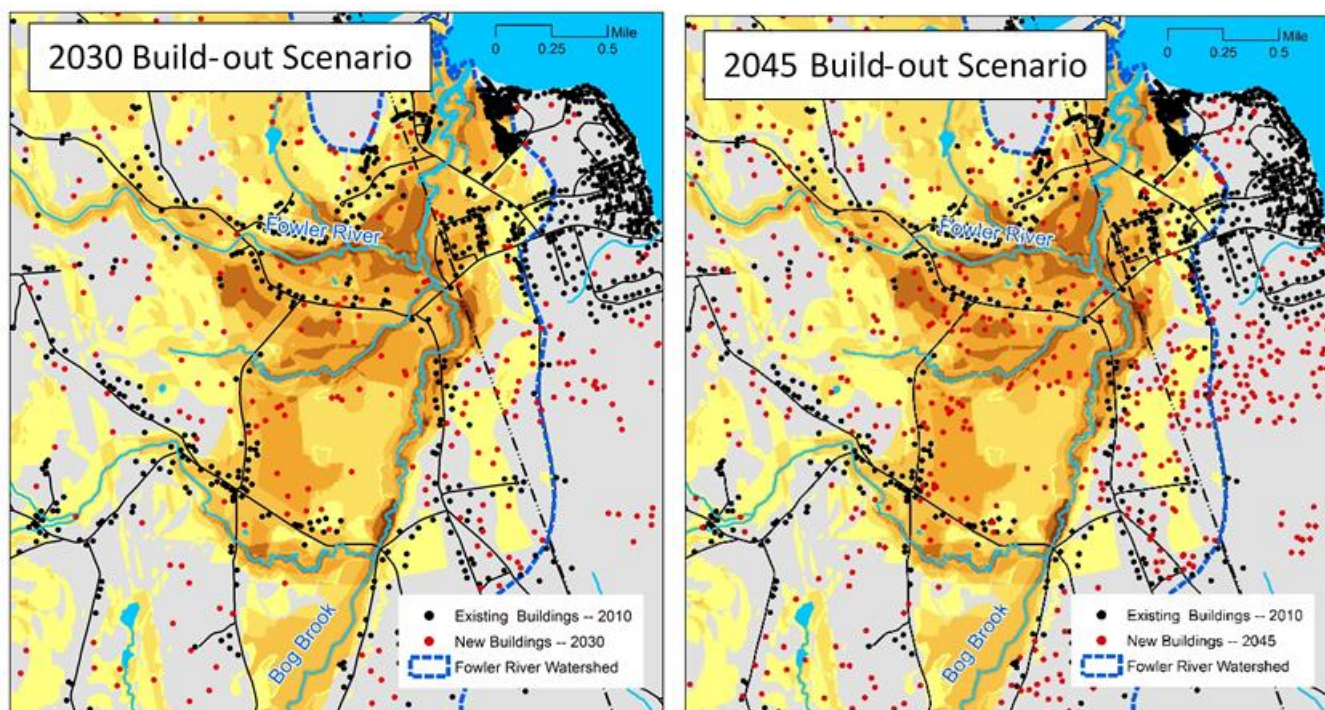 2030 Build-out Scenario
Mile
0 0.25 0.5
Fowler River
Bog Brook
Existing Buildings -- 2010
New Buildings -- 2030
Fowler River Watershed
2045 Build-out Scenario
Mile
0 0.25 0.5
Fowler River
Bog Brook
Existing Buildings -- 2010
New Buildings -- 2045
Fowler River Watershed